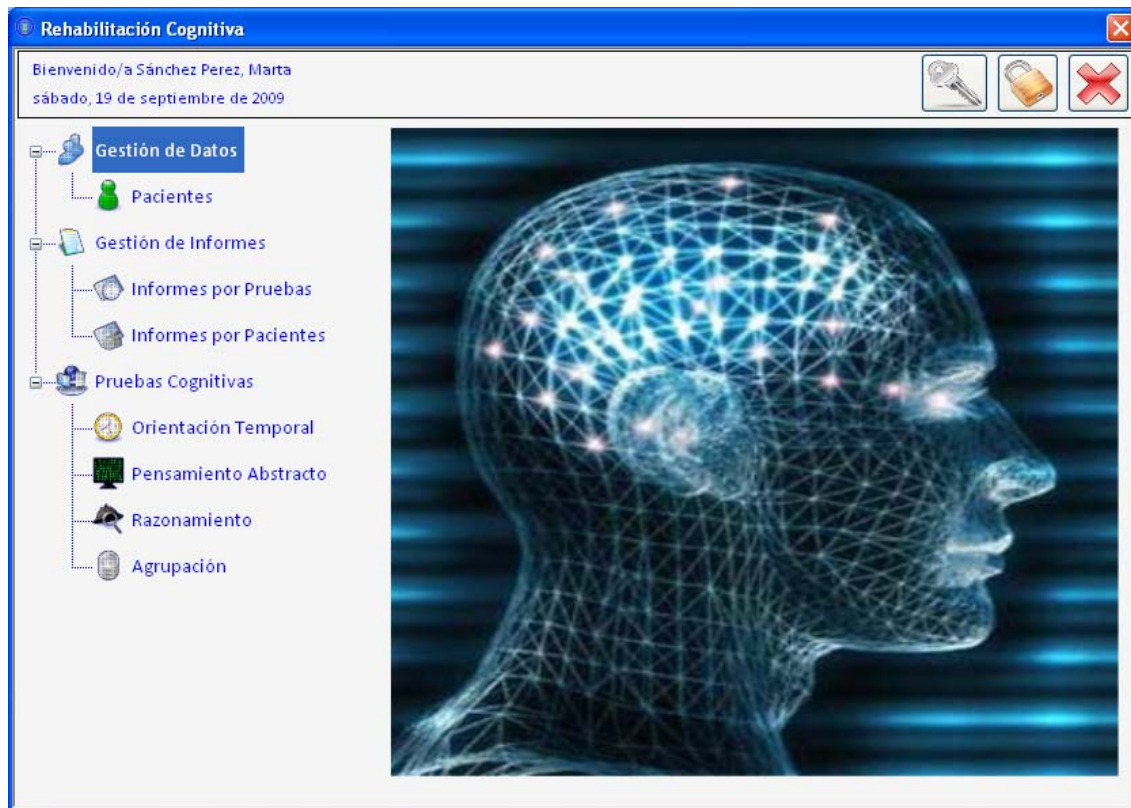 Rehabilitación Cognitiva
Bienvenido/a Sánchez Perez, Marta
sábado, 19 de septiembre de 2009
Gestión de Datos
Pacientes
Gestión de Informes
Informes por Pruebas
Informes por Pacientes
Pruebas Cognitivas
Orientación Temporal
Pensamiento Abstracto
Razonamiento
Agrupación